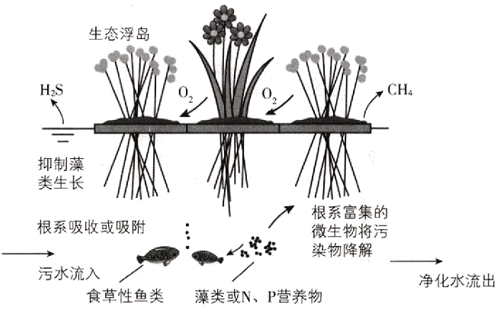 生态浮岛
H₂S
O₂
O₂
CH₄
抑制藻
类生长
根系吸收或吸附
根系富集的
微生物将污
染物降解
污水流入
净化水流出
食草性鱼类
藻类或N、P营养物